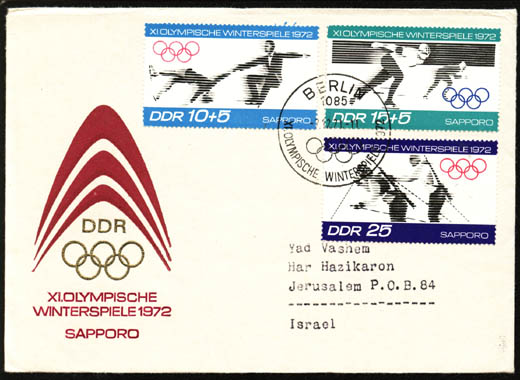 XI.OLYMPISCHE WINTERSPIELE 1972
DDR 10+5 SAPPORO
XI.OLYMPISCHE WINTERSPIELE 1972
DDR 15+5 SAPPORO
XI.OLYMPISCHE WINTERSPIELE 1972
DDR 25 SAPPORO
BERLIN
1085
XI.OLYMPISCHE WINTERSPIELE
DDR
XI.OLYMPISCHE
WINTERSPIELE 1972
SAPPORO
Yad Vashem
Har Hazikaron
Jerusalem P.O.B.84
Israel